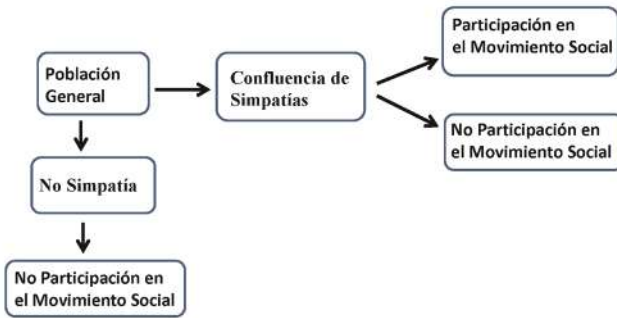 Participación en
el Movimiento Social
Población
General
Confluencia de
Simpatías
No Participación en
el Movimiento Social
No Simpatía
No Participación en
el Movimiento Social